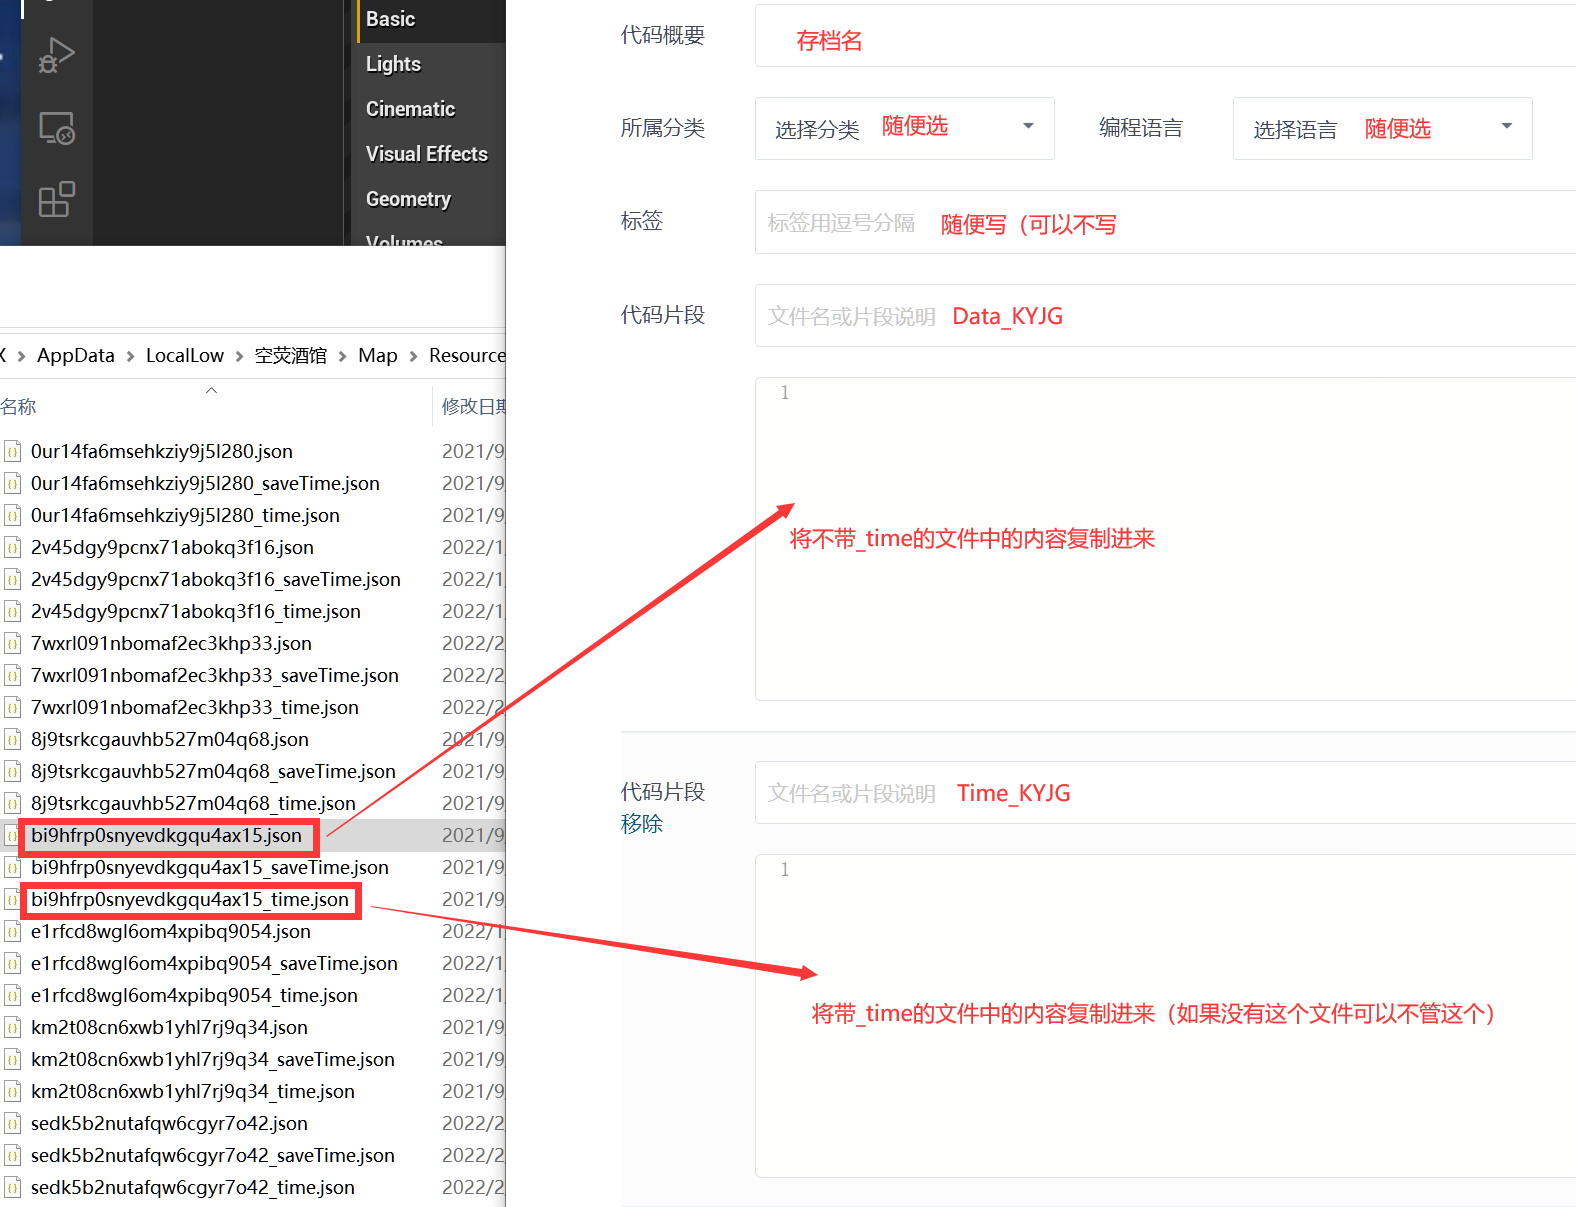 Basic
Lights
Cinematic
Visual Effects
Geometry
Volumes
AppData > LocalLow > 空荧酒馆 > Map > Resource
名称 修改日期
0ur14fa6msehkziy9j5l280.json 2021/9/
0ur14fa6msehkziy9j5l280_saveTime.json 2021/9/
0ur14fa6msehkziy9j5l280_time.json 2021/9/
2v45dgy9pcnx71abokq3f16.json 2022/1/
2v45dgy9pcnx71abokq3f16_saveTime.json 2022/1/
2v45dgy9pcnx71abokq3f16_time.json 2022/1/
7wxrl091nbomaf2ec3khp33.json 2022/2
7wxrl091nbomaf2ec3khp33_saveTime.json 2022/2
7wxrl091nbomaf2ec3khp33_time.json 2022/2
8j9tsrkcgauvhb527m04q68.json 2021/9/
8j9tsrkcgauvhb527m04q68_saveTime.json 2021/9/
8j9tsrkcgauvhb527m04q68_time.json 2021/9/
bi9hfrp0snyevdkgqu4ax15.json 2021/9/
bi9hfrp0snyevdkgqu4ax15_saveTime.json 2021/9/
bi9hfrp0snyevdkgqu4ax15_time.json 2021/9/
e1rfcd8wgl6om4xpibq9054.json 2022/1
e1rfcd8wgl6om4xpibq9054_saveTime.json 2022/1/
e1rfcd8wgl6om4xpibq9054_time.json 2022/1/
km2t08cn6xwb1yhl7rj9q34.json 2021/9/
km2t08cn6xwb1yhl7rj9q34_saveTime.json 2021/9/
km2t08cn6xwb1yhl7rj9q34_time.json 2021/9/
sedk5b2nutafqw6cgyr7o42.json 2022/2
sedk5b2nutafqw6cgyr7o42_saveTime.json 2022/2
sedk5b2nutafqw6cgyr7o42_time.json 2022/2
代码概要 存档名
所属分类 选择分类 随便选 编程语言 选择语言 随便选
标签 标签用逗号分隔 随便写（可以不写
代码片段 文件名或片段说明 Data_KYJG
1
将不带_time的文件中的内容复制进来
代码片段 文件名或片段说明 Time_KYJG
移除
1
将带_time的文件中的内容复制进来（如果没有这个文件可以不管这个）